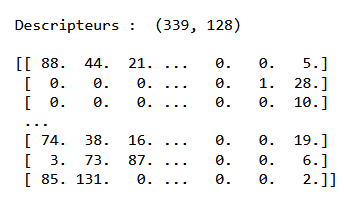 Descripteurs :  (339, 128)
[[ 88.  44.  21. ...   0.   0.   5.]
 [  0.   0.   0. ...   0.   1.  28.]
 [  0.   0.   0. ...   0.   0.  10.]
 ...
 [ 74.  38.  16. ...   0.   0.  19.]
 [  3.  73.  87. ...   0.   0.   6.]
 [ 85. 131.   0. ...   0.   0.   2.]]